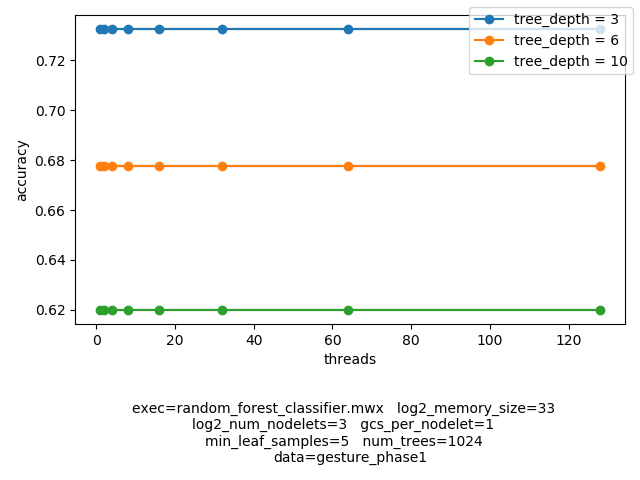 tree_depth = 3
tree_depth = 6
tree_depth = 10
accuracy
0.72
0.70
0.68
0.66
0.64
0.62
0 20 40 60 80 100 120
threads
exec=random_forest_classifier.mwx log2_memory_size=33
log2_num_nodelets=3 gcs_per_nodelet=1
min_leaf_samples=5 num_trees=1024
data=gesture_phase1